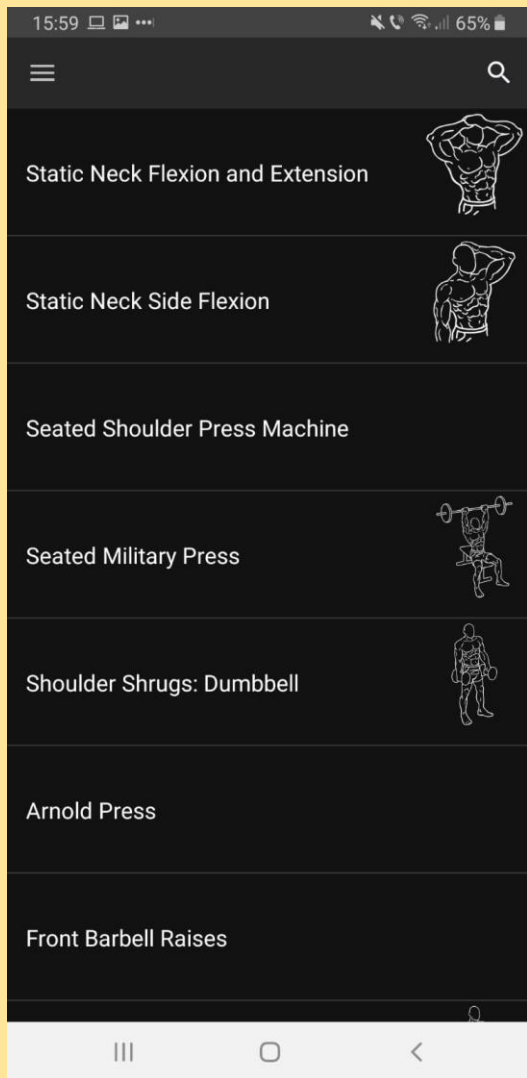 15:59
65%
Static Neck Flexion and Extension
Static Neck Side Flexion
Seated Shoulder Press Machine
Seated Military Press
Shoulder Shrugs: Dumbbell
Arnold Press
Front Barbell Raises